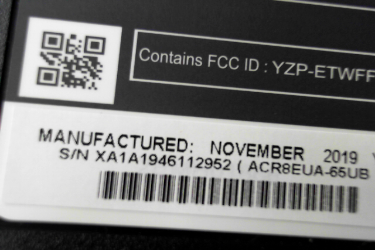 Contains FCC ID : YZP-ETWFF
MANUFACTURED: NOVEMBER 2019
S/N XA1A1946112952 ( ACR8EUA-65UB